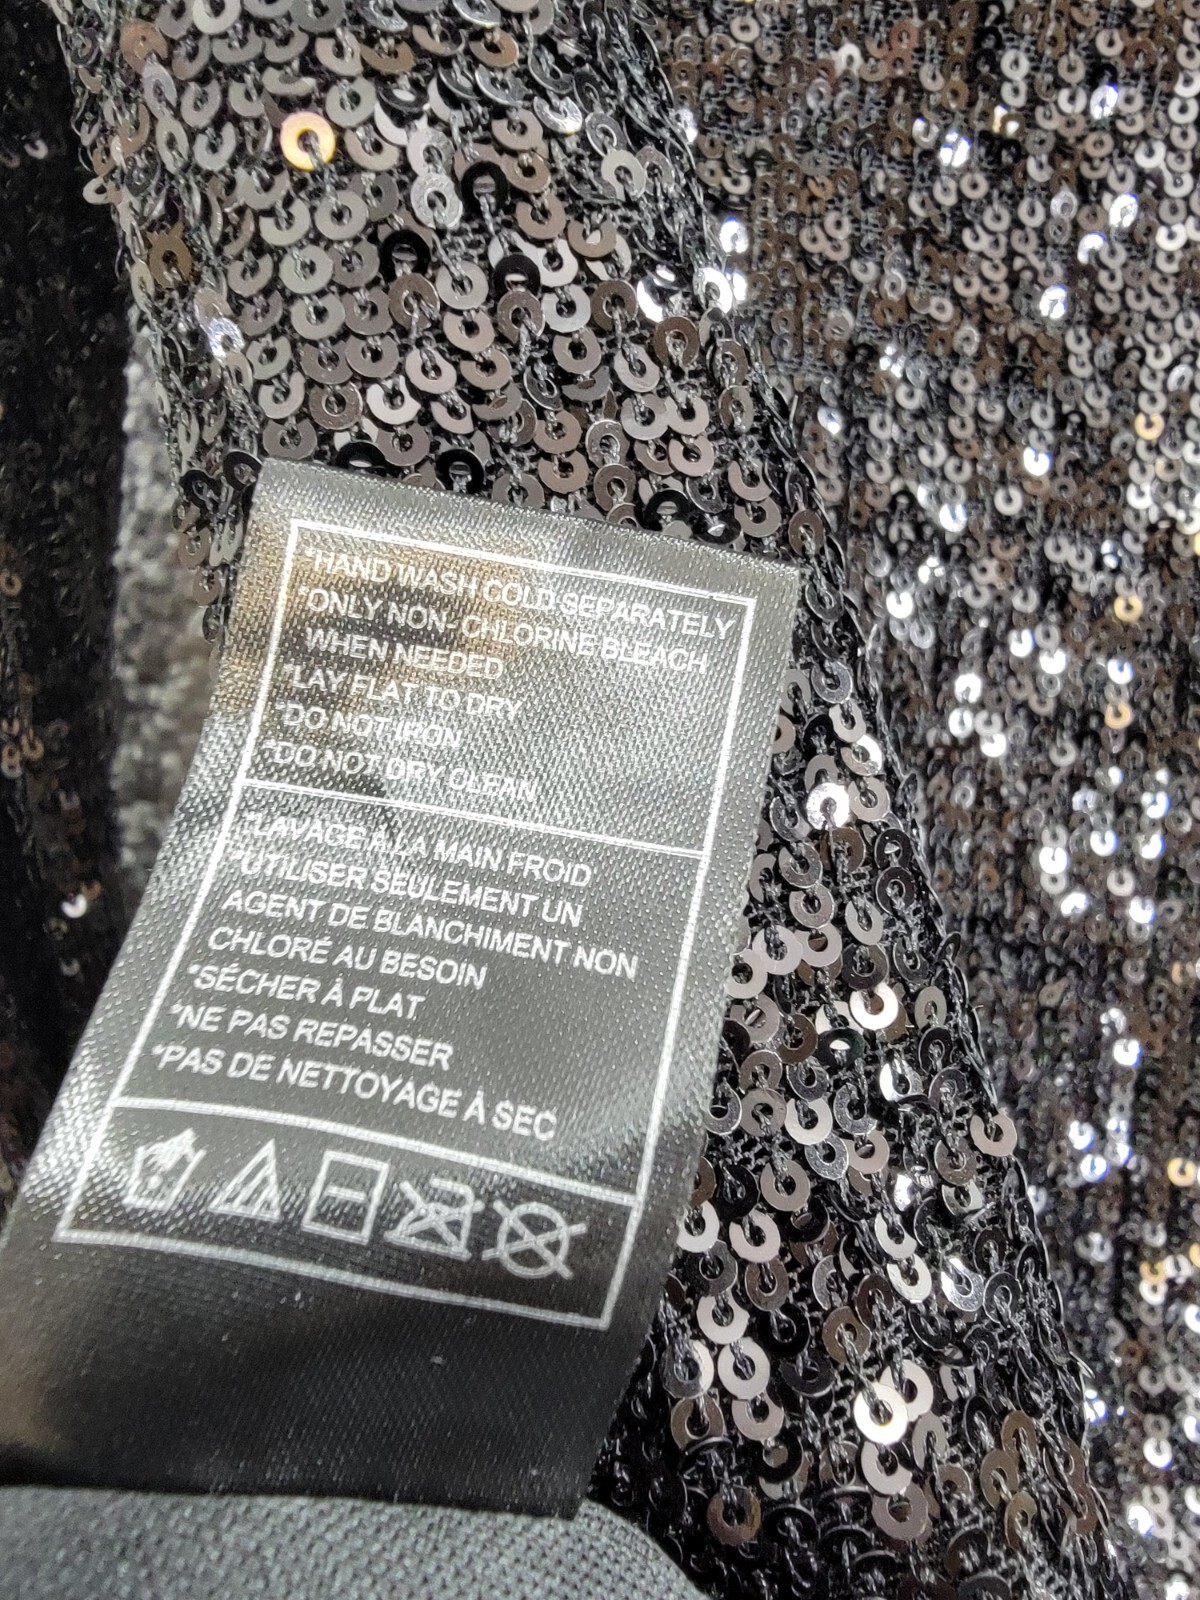 *HAND WASH COLD SEPARATELY
*ONLY NON-CHLORINE BLEACH
WHEN NEEDED
*LAY FLAT TO DRY
*DO NOT IRON
*DO NOT DRY CLEAN
*LAVAGE À LA MAIN FROID
*UTILISER SEULEMENT UN
AGENT DE BLANCHIMENT NON
CHLORÉ AU BESOIN
*SÉCHER À PLAT
*NE PAS REPASSER
*PAS DE NETTOYAGE À SEC